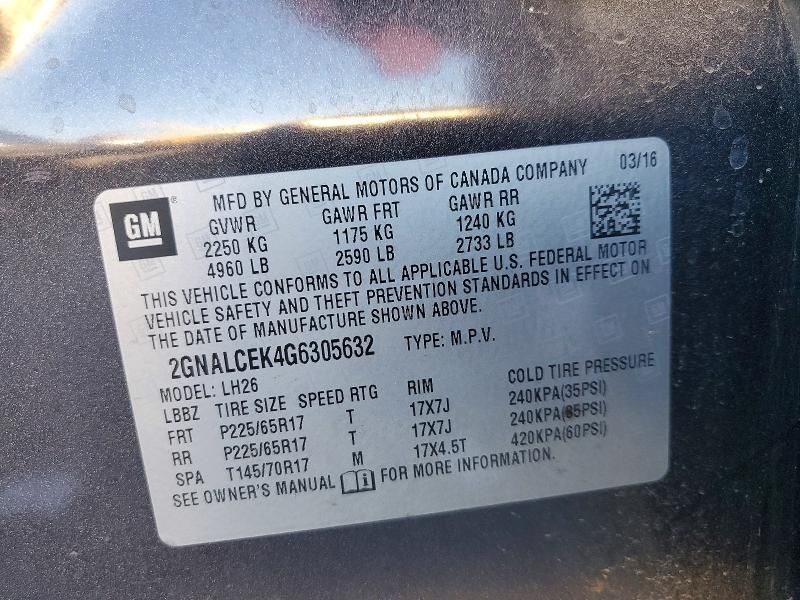 GM
MFD BY GENERAL MOTORS OF CANADA COMPANY 03/16
GVWR GAWR FRT GAWR RR
2250 KG 1175 KG 1240 KG
4960 LB 2590 LB 2733 LB
THIS VEHICLE CONFORMS TO ALL APPLICABLE U.S. FEDERAL MOTOR
VEHICLE SAFETY AND THEFT PREVENTION STANDARDS IN EFFECT ON
THE DATE OF MANUFACTURE SHOWN ABOVE.
2GNALCEK4G6305632 TYPE: M.P.V.
MODEL: LH26
LBBZ TIRE SIZE SPEED RTG RIM COLD TIRE PRESSURE
FRT P225/65R17 T 17X7J 240KPA(35PSI)
RR P225/65R17 T 17X7J 240KPA(35PSI)
SPA T145/70R17 M 17X4.5T 420KPA(60PSI)
SEE OWNER'S MANUAL FOR MORE INFORMATION.